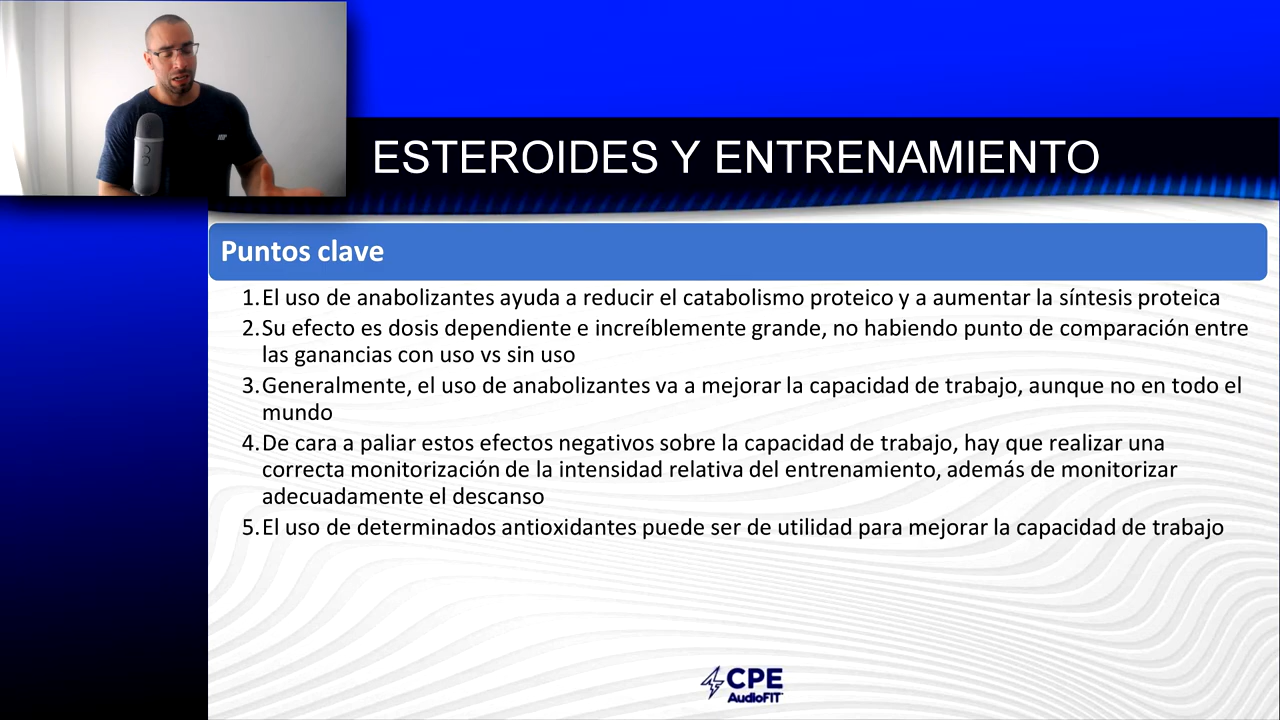 ESTEROIDES Y ENTRENAMIENTO
Puntos clave
1.El uso de anabolizantes ayuda a reducir el catabolismo proteico y a aumentar la síntesis proteica
2.Su efecto es dosis dependiente e increíblemente grande, no habiendo punto de comparación entre
las ganancias con uso vs sin uso
3.Generalmente, el uso de anabolizantes va a mejorar la capacidad de trabajo, aunque no en todo el
mundo
4.De cara a paliar estos efectos negativos sobre la capacidad de trabajo, hay que realizar una
correcta monitorización de la intensidad relativa del entrenamiento, además de monitorizar
adecuadamente el descanso
5.El uso de determinados antioxidantes puede ser de utilidad para mejorar la capacidad de trabajo
CPE
AudioFIT